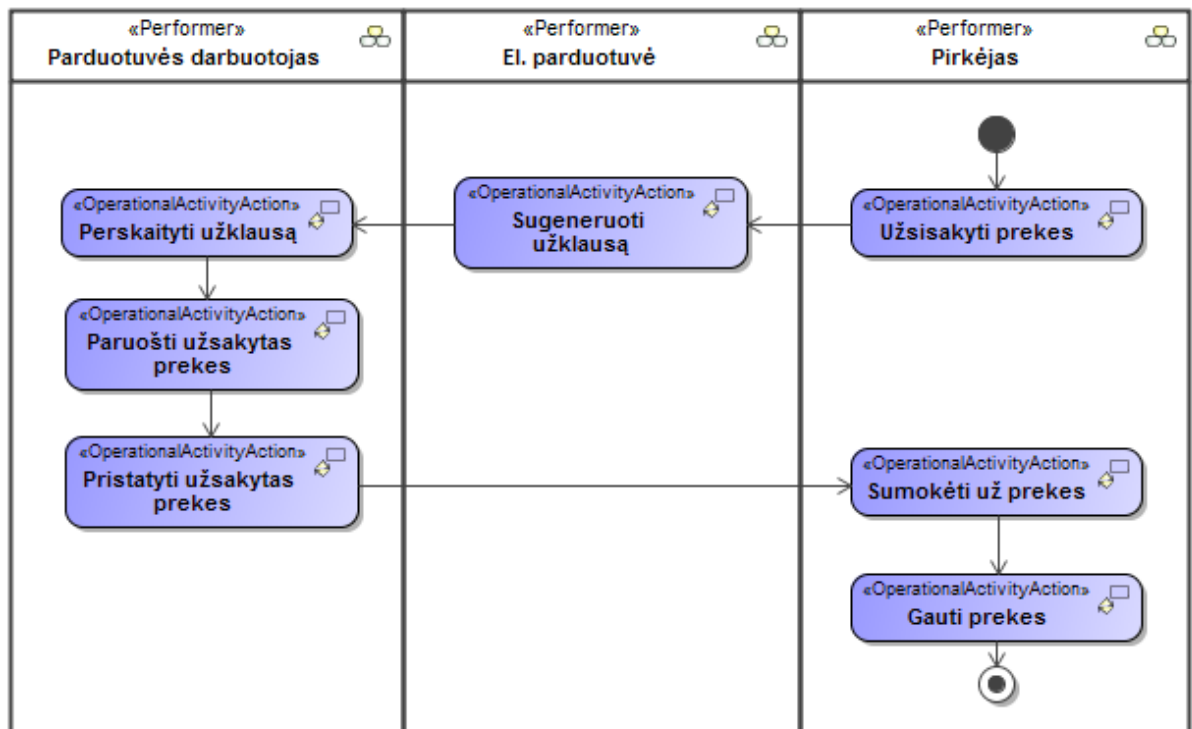 «Performer»
Parduotuvės darbuotojas
«Performer»
El. parduotuvė
«Performer»
Pirkėjas
«OperationalActivityAction»
Perskaityti užklausą
«OperationalActivityAction»
Sugeneruoti
užklausą
«OperationalActivityAction»
Užsisakyti prekes
«OperationalActivityAction»
Paruošti užsakytas
prekes
«OperationalActivityAction»
Pristatyti užsakytas
prekes
«OperationalActivityAction»
Sumokėti už prekes
«OperationalActivityAction»
Gauti prekes